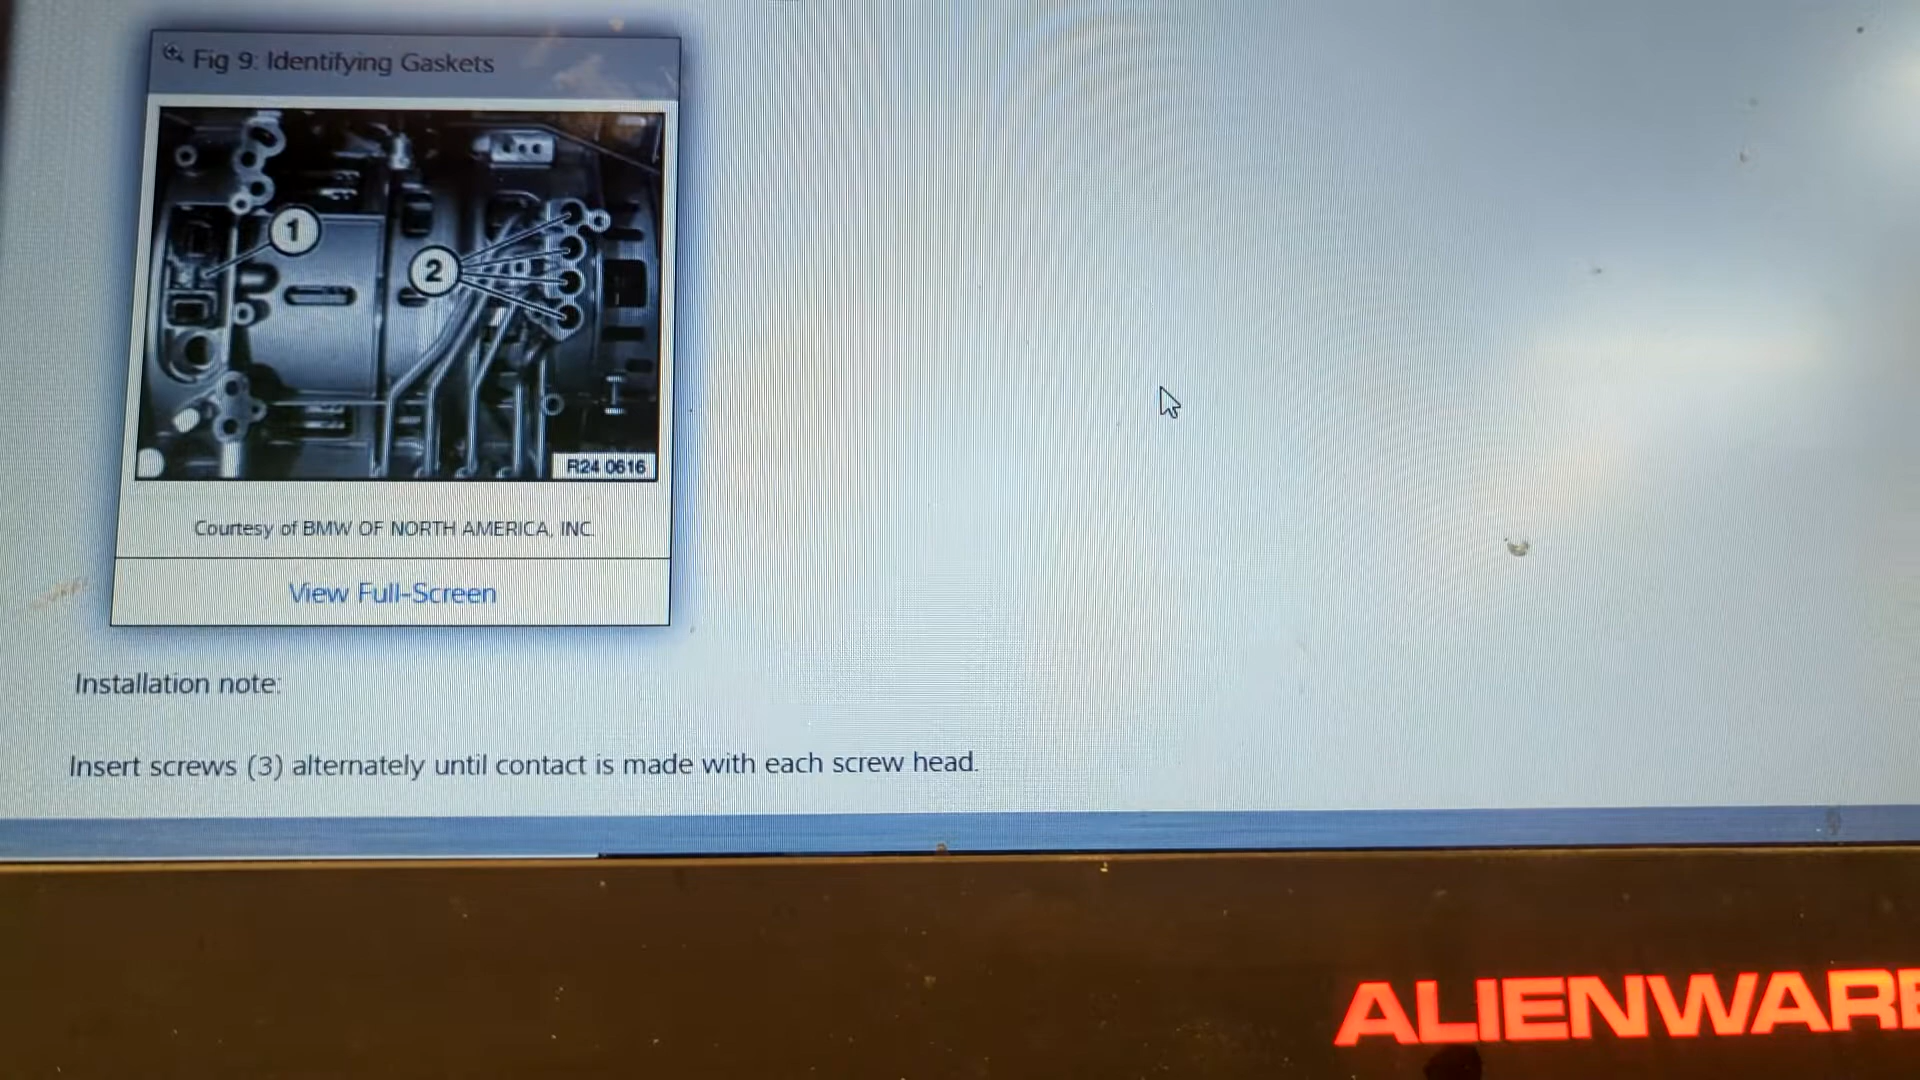 Fig 9: Identifying Gaskets
1
2
R24 0616
Courtesy of BMW OF NORTH AMERICA, INC.
View Full-Screen
Installation note:
Insert screws (3) alternately until contact is made with each screw head.
ALIENWARE